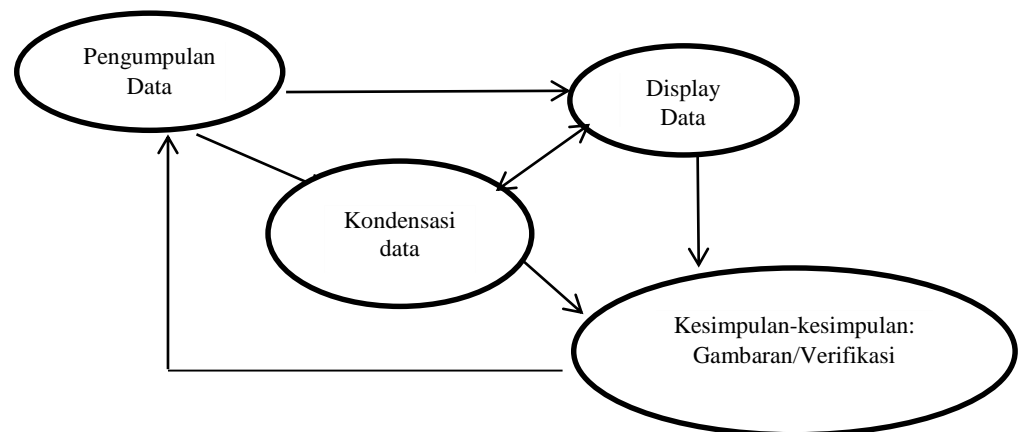 Pengumpulan
Data
Display
Data
Kondensasi
data
Kesimpulan-kesimpulan:
Gambaran/Verifikasi